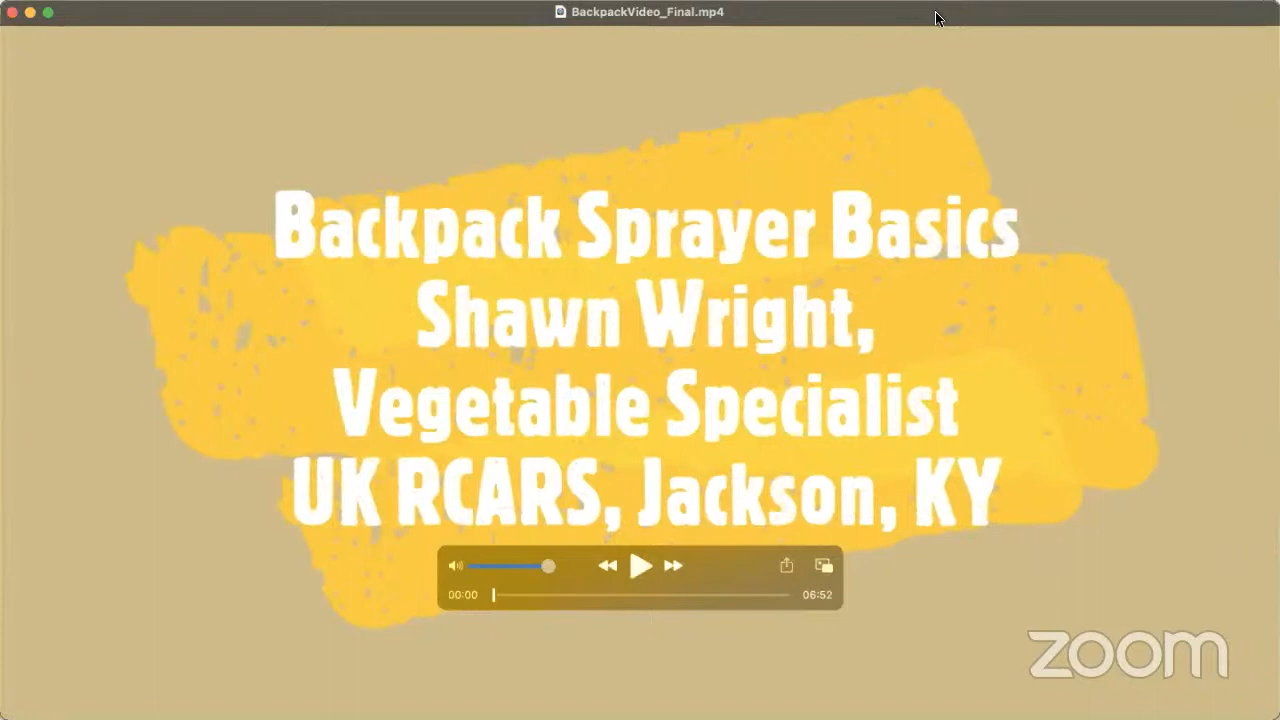 BackpackVideo_Final.mp4
Backpack Sprayer Basics
Shawn Wright,
Vegetable Specialist
UK RCARS, Jackson, KY
00:00
06:52
zoom